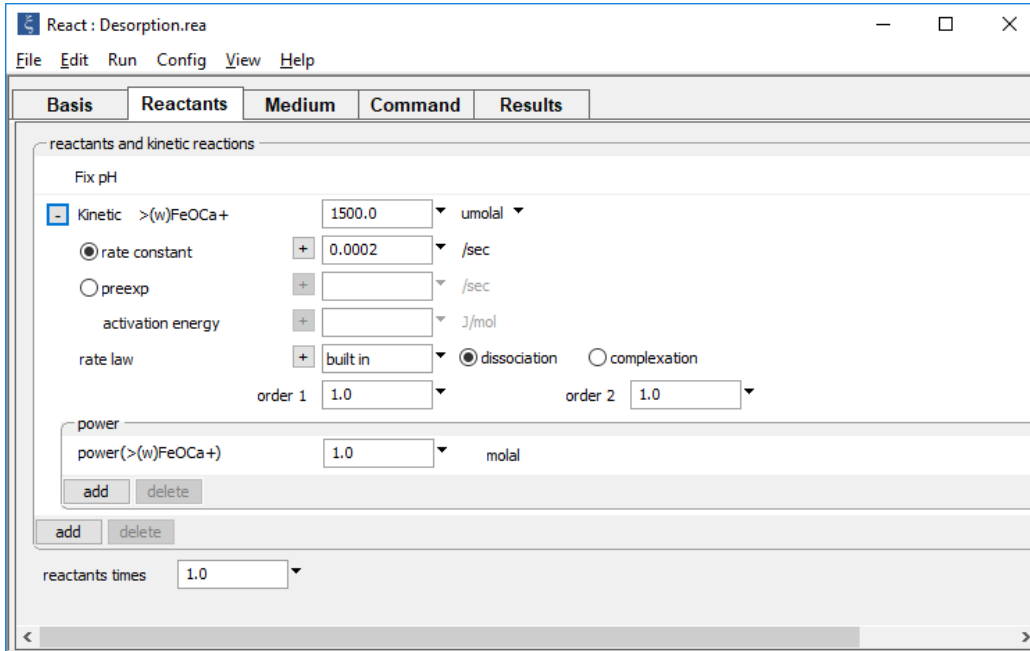 React : Desorption.rea
File Edit Run Config View Help
Basis Reactants Medium Command Results
reactants and kinetic reactions
Fix pH
- Kinetic >(w)FeOCa+ 1500.0 umolal
rate constant + 0.0002 /sec
preexp + /sec
activation energy + J/mol
rate law + built in dissociation complexation
order 1 1.0 order 2 1.0
power
power(>(w)FeOCa+) 1.0 molal
add delete
add delete
reactants times 1.0